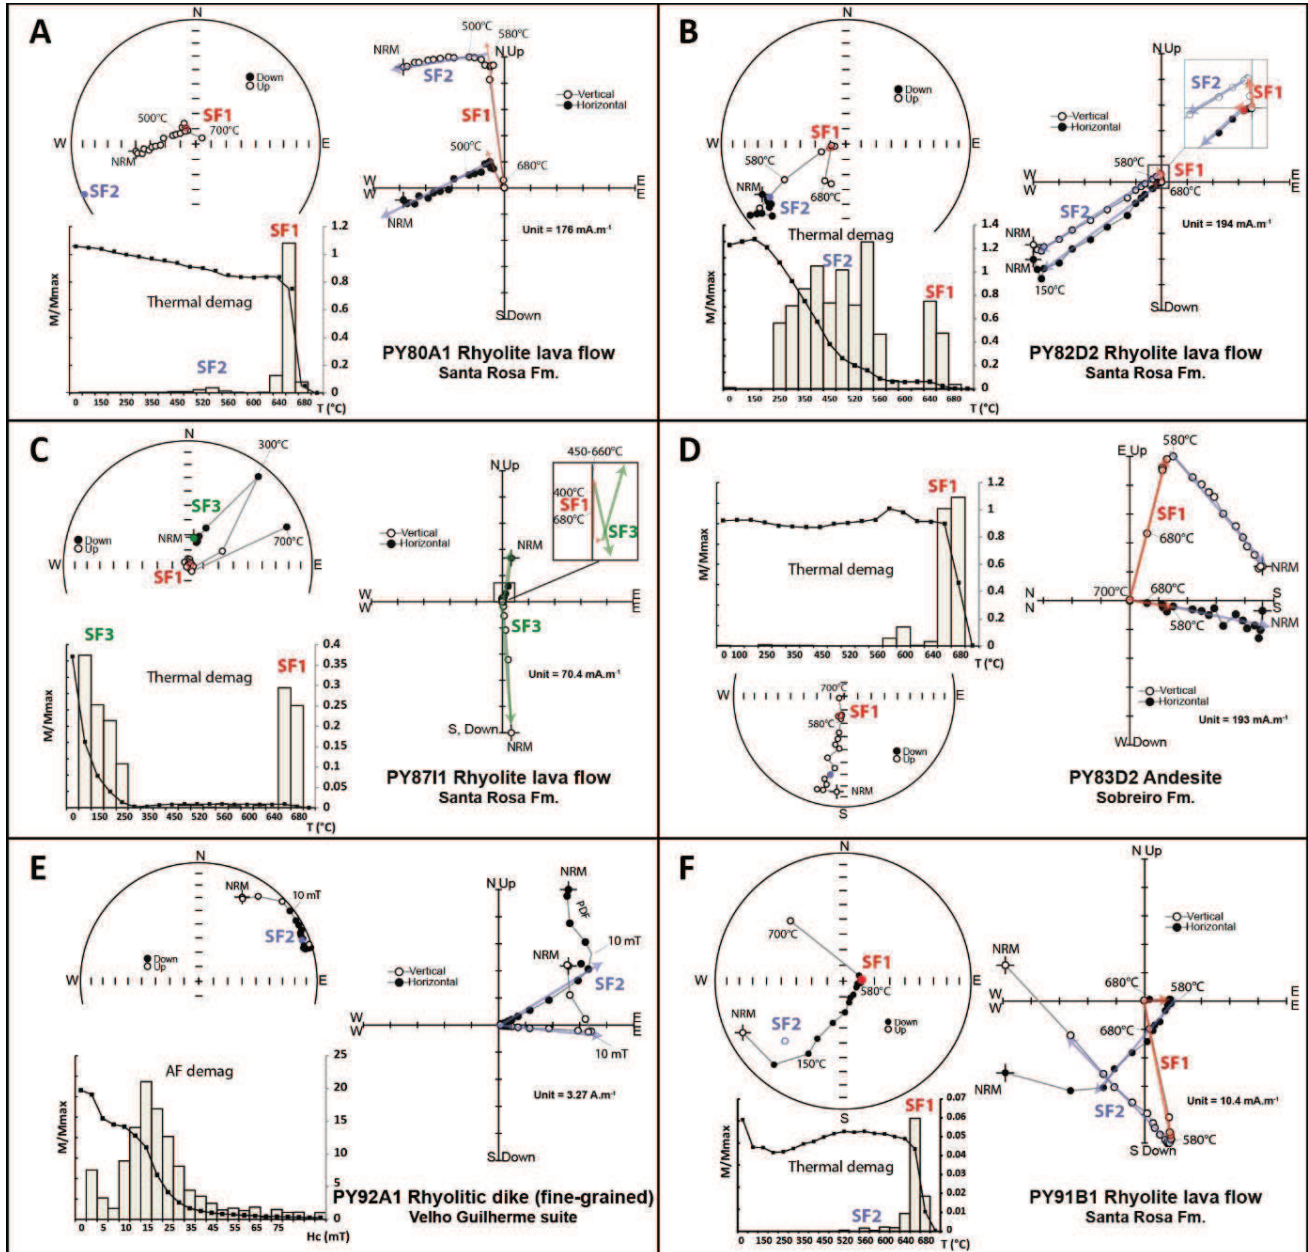 A
N
500°C
SF1
700°C
W
E
NRM
SF2
Down
Up
500°C
580°C
NRM
N Up
SF2
SF1
Vertical
Horizontal
500°C
680°C
W
W
E
E
NRM
Unit = 176 mA.m⁻¹
S Down
SF1
1.2
1
0.8
0.6
0.4
0.2
0
M/Mmax
Thermal demag
SF2
0 150 300 450 520 560 600 640 680
T (°C)
PY80A1 Rhyolite lava flow
Santa Rosa Fm.
B
N
Down
Up
SF1
W
E
580°C
NRM
680°C
SF2
N Up
SF2
SF1
Vertical
Horizontal
580°C
SF1
W
W
E
E
680°C
SF2
Unit = 194 mA.m⁻¹
NRM
NRM
150°C
S Down
Thermal demag
1.4
1.2
1
0.8
0.6
0.4
0.2
0
M/Mmax
SF2
SF1
0 150 300 400 450 520 560 600 640 680
T (°C)
PY82D2 Rhyolite lava flow
Santa Rosa Fm.
C
N
300°C
SF3
NRM
700°C
Down
Up
W
E
SF1
N Up
450-660°C
400°C
SF1
680°C
SF3
Vertical
Horizontal
NRM
W
W
E
E
SF3
Unit = 70.4 mA.m⁻¹
S, Down
NRM
SF3
0.4
0.35
0.3
0.25
0.2
0.15
0.1
0.05
0
M/Mmax
Thermal demag
SF1
0 150 250 300 450 520 560 600 640 680
T (°C)
PY87I1 Rhyolite lava flow
Santa Rosa Fm.
D
SF1
1.2
1
0.8
0.6
0.4
0.2
0
M/Mmax
Thermal demag
0 100 150 300 450 520 560 600 640 680
T (°C)
W
E
700°C
SF1
580°C
Down
Up
NRM
S
E Up
580°C
SF1
680°C
NRM
700°C
680°C
N
N
S
S
580°C
NRM
Vertical
Horizontal
Unit = 193 mA.m⁻¹
W Down
PY83D2 Andesite
Sobreiro Fm.
E
N
NRM
10 mT
SF2
Down
Up
W
E
N Up
NRM
PDF
10 mT
NRM
Vertical
Horizontal
SF2
W
W
E
E
10 mT
Unit = 3.27 A.m⁻¹
S Down
AF demag
25
20
15
10
5
0
M/Mmax
0 5 10 15 25 35 45 55 65 75
Hc (mT)
PY92A1 Rhyolitic dike (fine-grained)
Velho Guilherme suite
F
N
700°C
SF1
W
E
580°C
NRM
SF2
Down
Up
150°C
S
N Up
Vertical
Horizontal
NRM
680°C
580°C
W
W
E
E
680°C
SF1
NRM
SF2
Unit = 10.4 mA.m⁻¹
580°C
S Down
SF1
0.07
0.06
0.05
0.04
0.03
0.02
0.01
0
M/Mmax
Thermal demag
SF2
0 150 300 450 520 560 600 640 680
T (°C)
PY91B1 Rhyolite lava flow
Santa Rosa Fm.